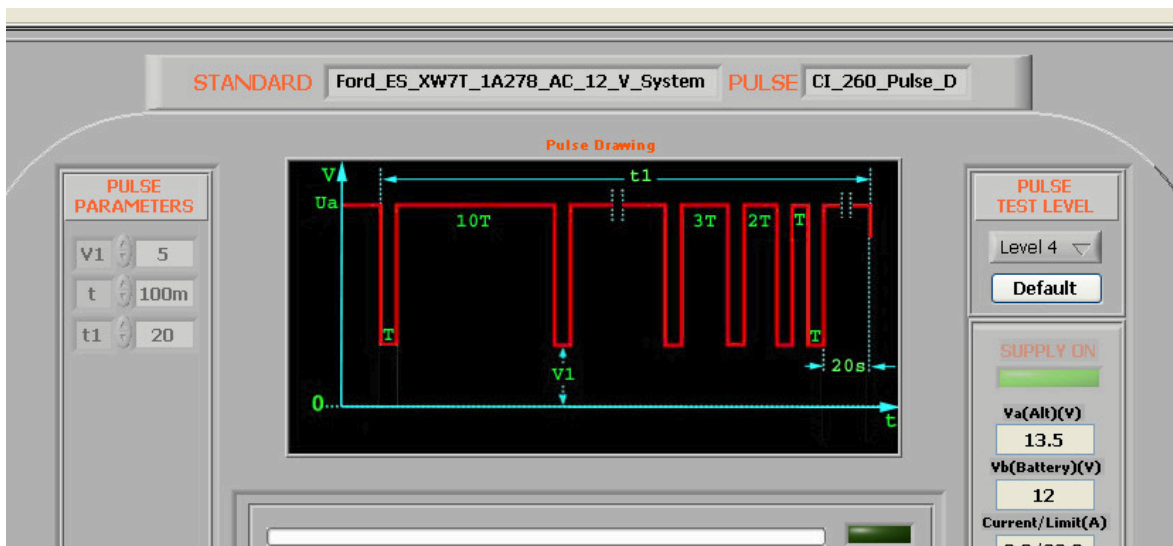 STANDARD Ford_ES_XW7T_1A278_AC_12_V_System PULSE CI_260_Pulse_D
Pulse Drawing
PULSE
PARAMETERS
V1 5
t 100m
t1 20
V
t1
Ua
10T 3T 2T T
T T
V1
20s
0
t
PULSE
TEST LEVEL
Level 4
Default
SUPPLY ON
Va(Alt)(V)
13.5
Vb(Battery)(V)
12
Current/Limit(A)